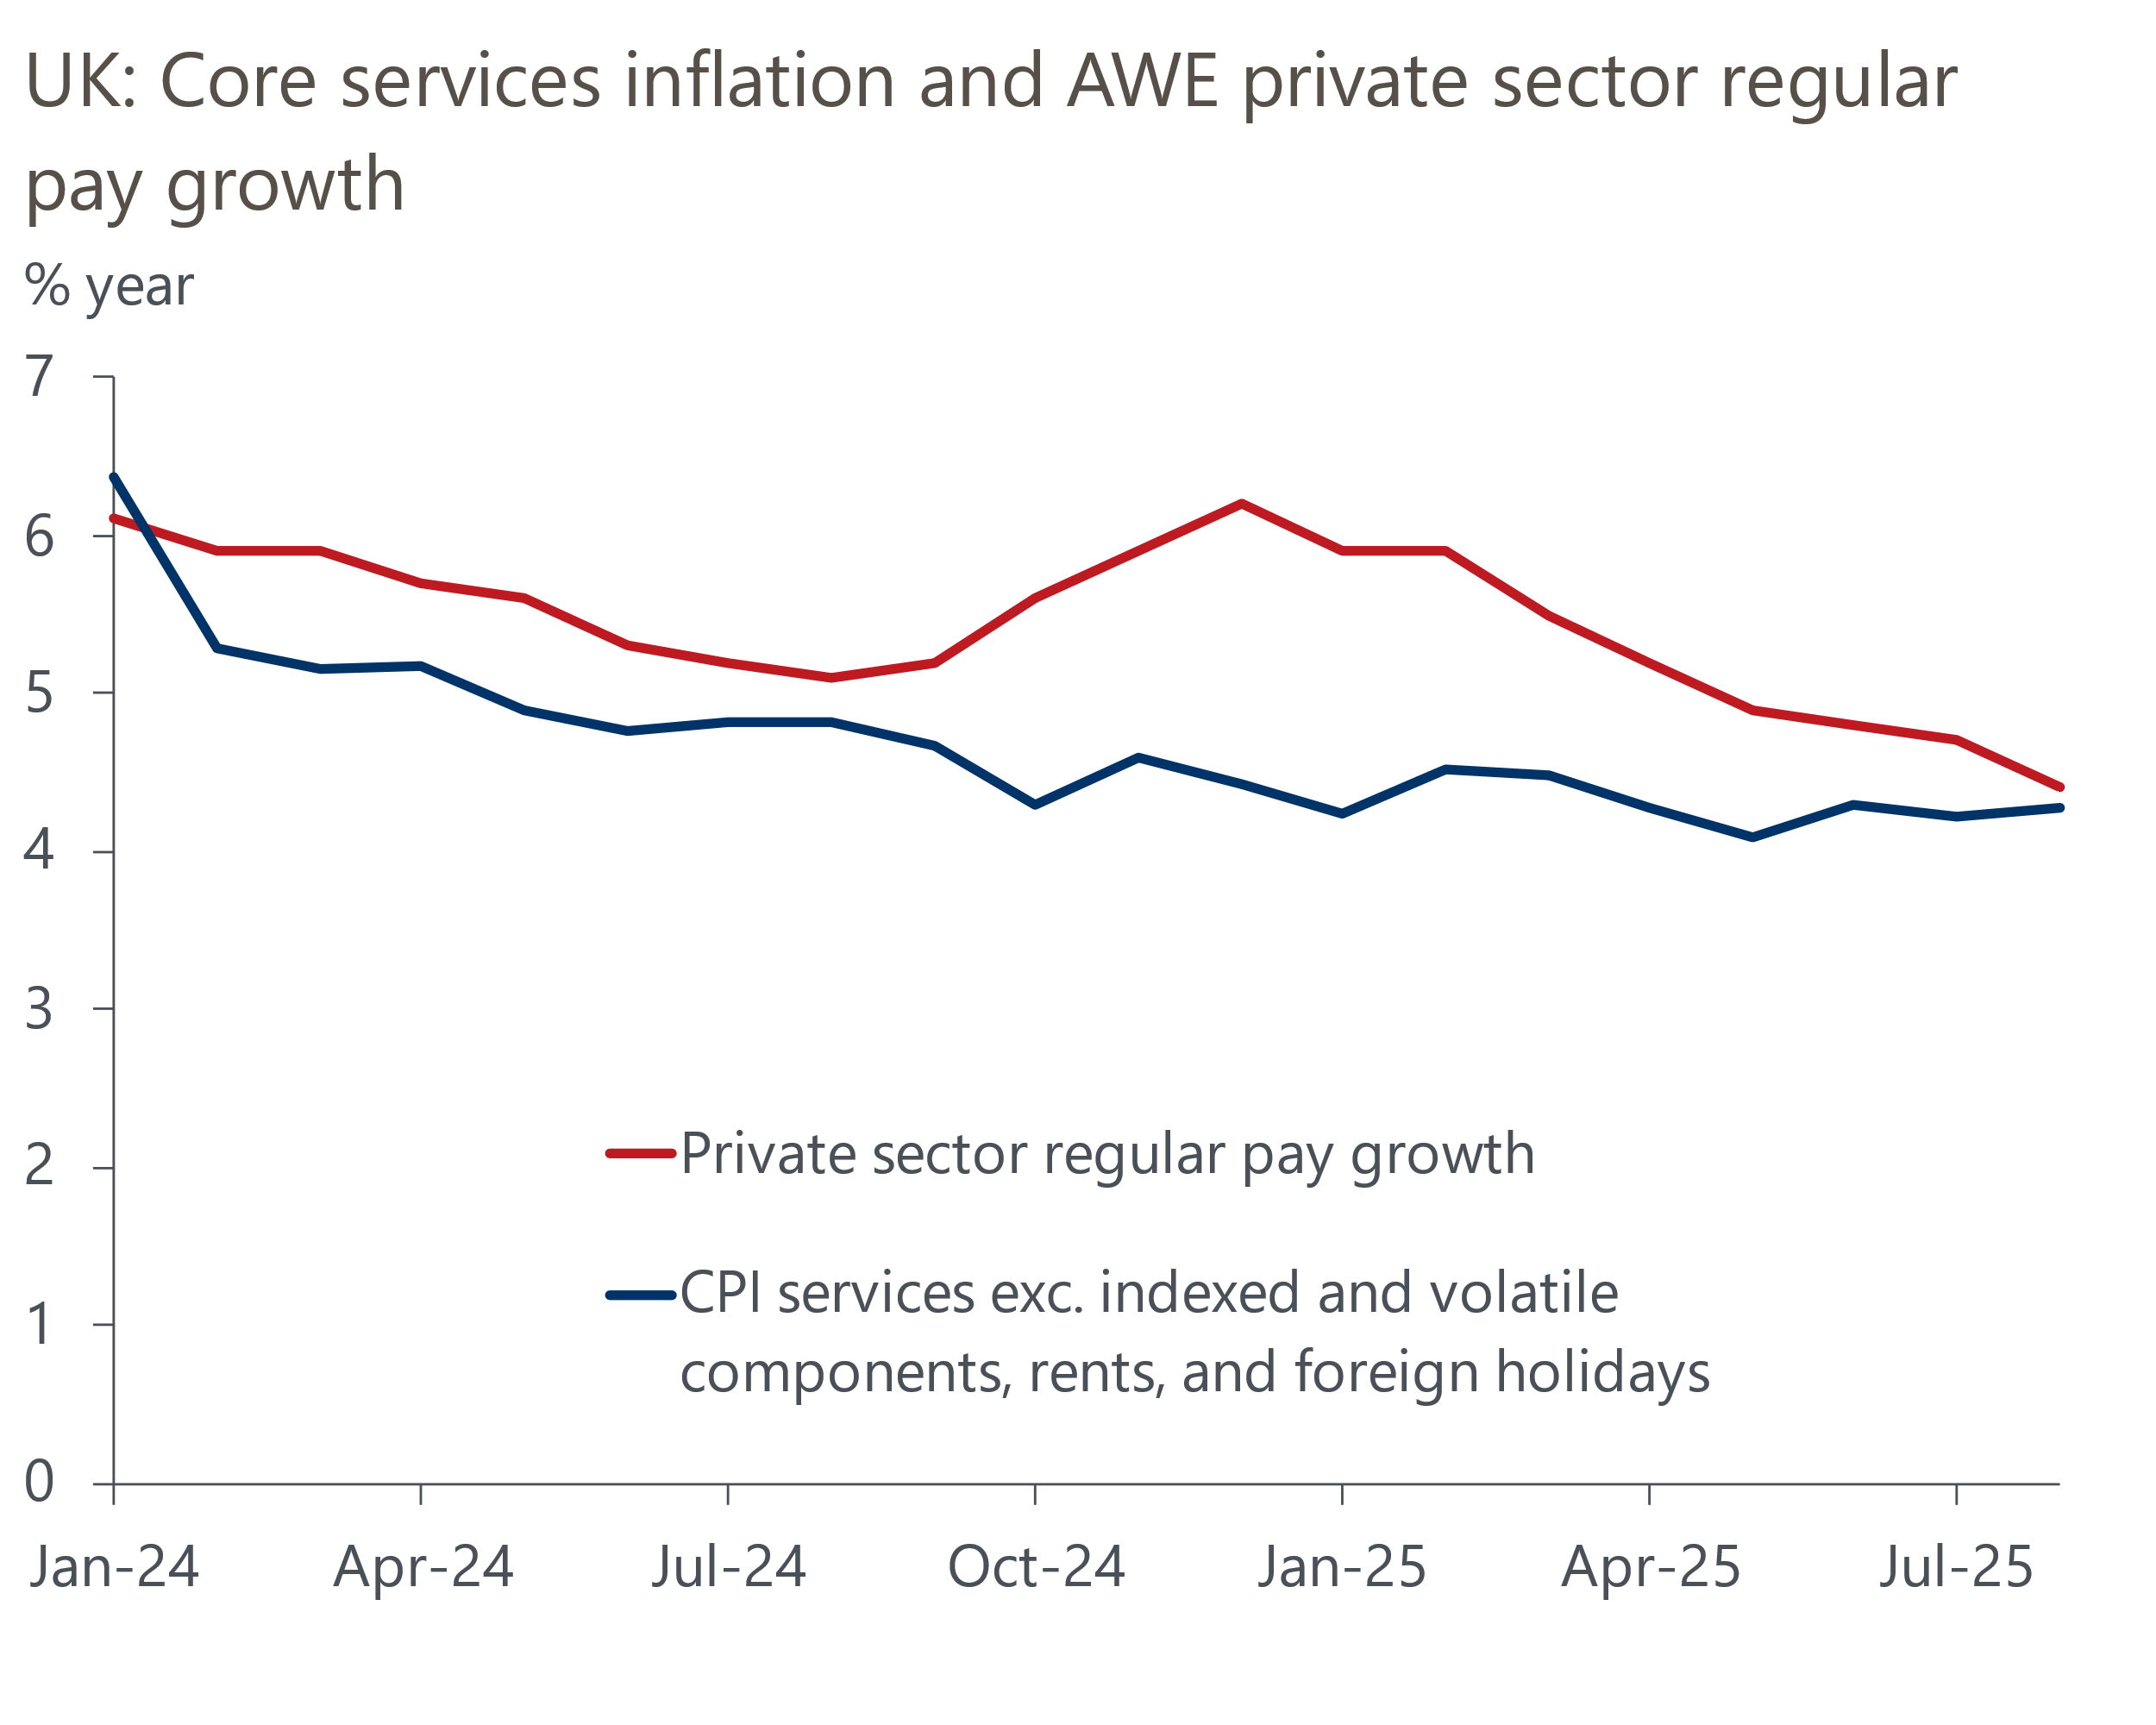 UK: Core services inflation and AWE private sector regular
pay growth
% year
7
6
5
4
3
2
1
0
Private sector regular pay growth
CPI services exc. indexed and volatile
components, rents, and foreign holidays
Jan-24 Apr-24 Jul-24 Oct-24 Jan-25 Apr-25 Jul-25